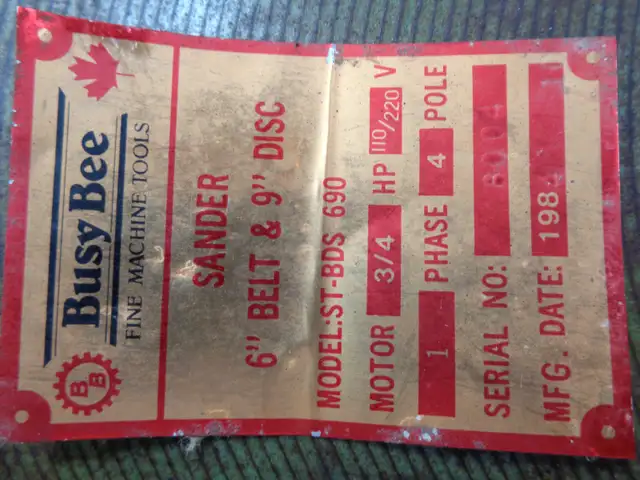 Busy Bee
FINE MACHINE TOOLS
BB
SANDER
6" BELT & 9" DISC
MODEL:ST-BDS 690
MOTOR 3/4 HP 110/220 V
1 PHASE 4 POLE
SERIAL NO:
MFG. DATE: 198